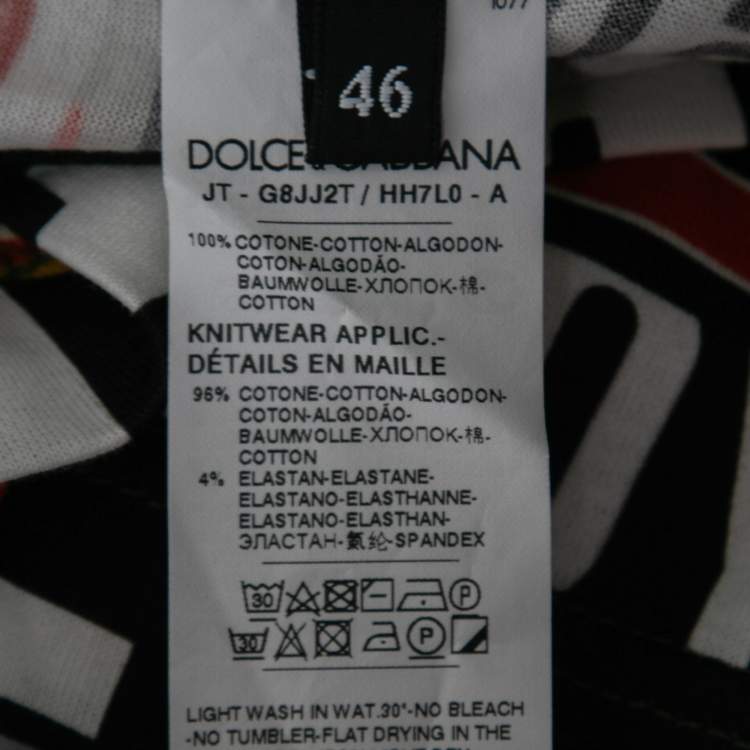 1077
46
DOLCE&GABBANA
JT - G8JJ2T / HH7L0 - A
100% COTONE-COTTON-ALGODON-
COTON-ALGODÃO-
BAUMWOLLE-ХЛОПОК-棉-
COTTON
KNITWEAR APPLIC.-
DÉTAILS EN MAILLE
96% COTONE-COTTON-ALGODON-
COTON-ALGODÃO-
BAUMWOLLE-ХЛОПОК-棉-
COTTON
4% ELASTAN-ELASTANE-
ELASTANO-ELASTHANNE-
ELASTANO-ELASTHAN-
ЭЛАСТАН-氨纶-SPANDEX
30 P
30 P
LIGHT WASH IN WAT.30°-NO BLEACH
-NO TUMBLER-FLAT DRYING IN THE